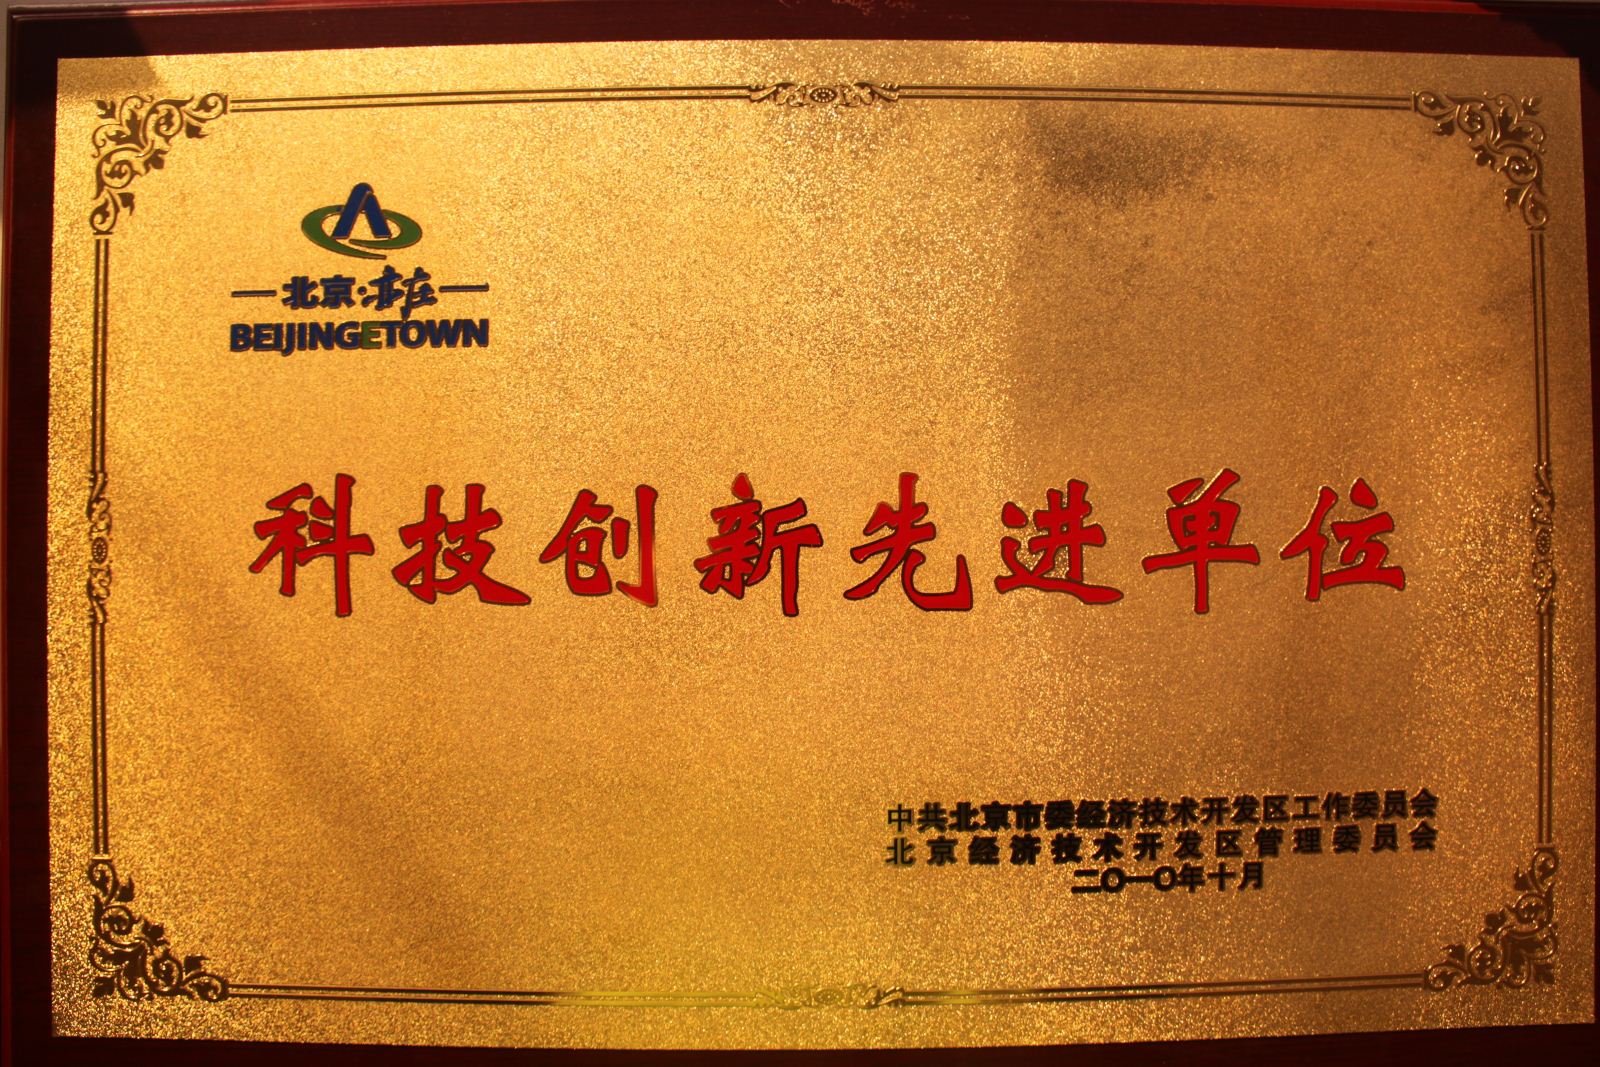 北京·亦庄
BEIJINGETOWN
科技创新先进单位
中共北京市委经济技术开发区工作委员会
北京经济技术开发区管理委员会
二〇一〇年十月